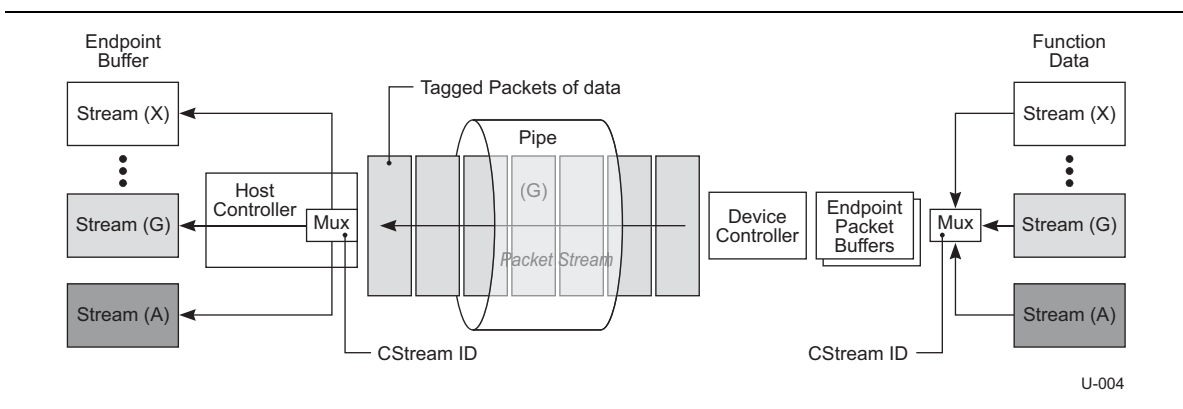 Endpoint
Buffer
Function
Data
Tagged Packets of data
Stream (X)
Pipe
Stream (X)
(G)
Host
Controller
Mux
Stream (G)
Device
Controller
Endpoint
Packet
Buffers
Mux
Stream (G)
Packet Stream
Stream (A)
Stream (A)
CStream ID
CStream ID
U-004